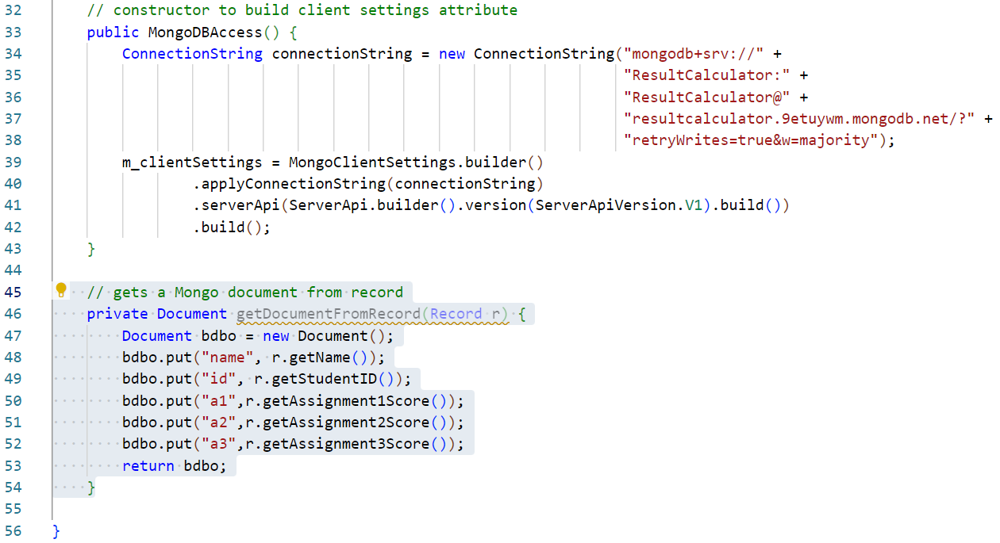 32 // constructor to build client settings attribute
33 public MongoDBAccess() {
34 ConnectionString connectionString = new ConnectionString("mongodb+srv://" +
35 "ResultCalculator:" +
36 "ResultCalculator@" +
37 "resultcalculator.9etuywm.mongodb.net/?" +
38 "retryWrites=true&w=majority");
39 m_clientSettings = MongoClientSettings.builder()
40 .applyConnectionString(connectionString)
41 .serverApi(ServerApi.builder().version(ServerApiVersion.V1).build())
42 .build();
43 }
44
45 // gets a Mongo document from record
46 private Document getDocumentFromRecord(Record r) {
47 Document bdbo = new Document();
48 bdbo.put("name", r.getName());
49 bdbo.put("id", r.getStudentID());
50 bdbo.put("a1",r.getAssignment1Score());
51 bdbo.put("a2",r.getAssignment2Score());
52 bdbo.put("a3",r.getAssignment3Score());
53 return bdbo;
54 }
55
56 }